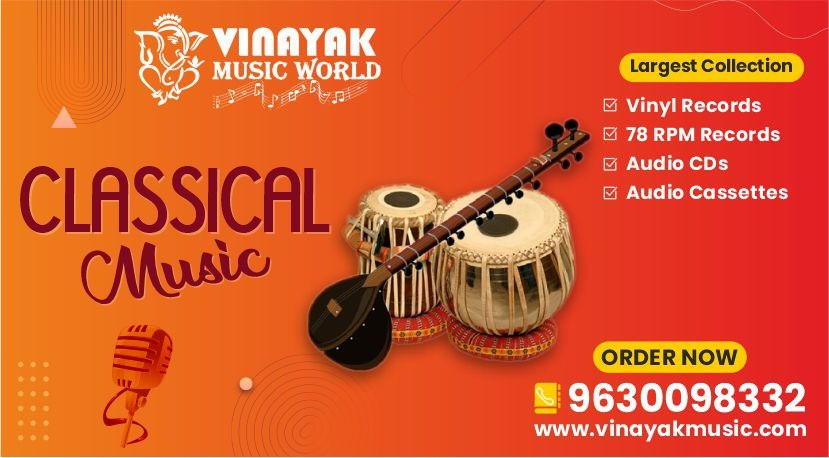 VINAYAK
MUSIC WORLD
CLASSICAL
Music
Largest Collection
Vinyl Records
78 RPM Records
Audio CDs
Audio Cassettes
ORDER NOW
9630098332
www.vinayakmusic.com